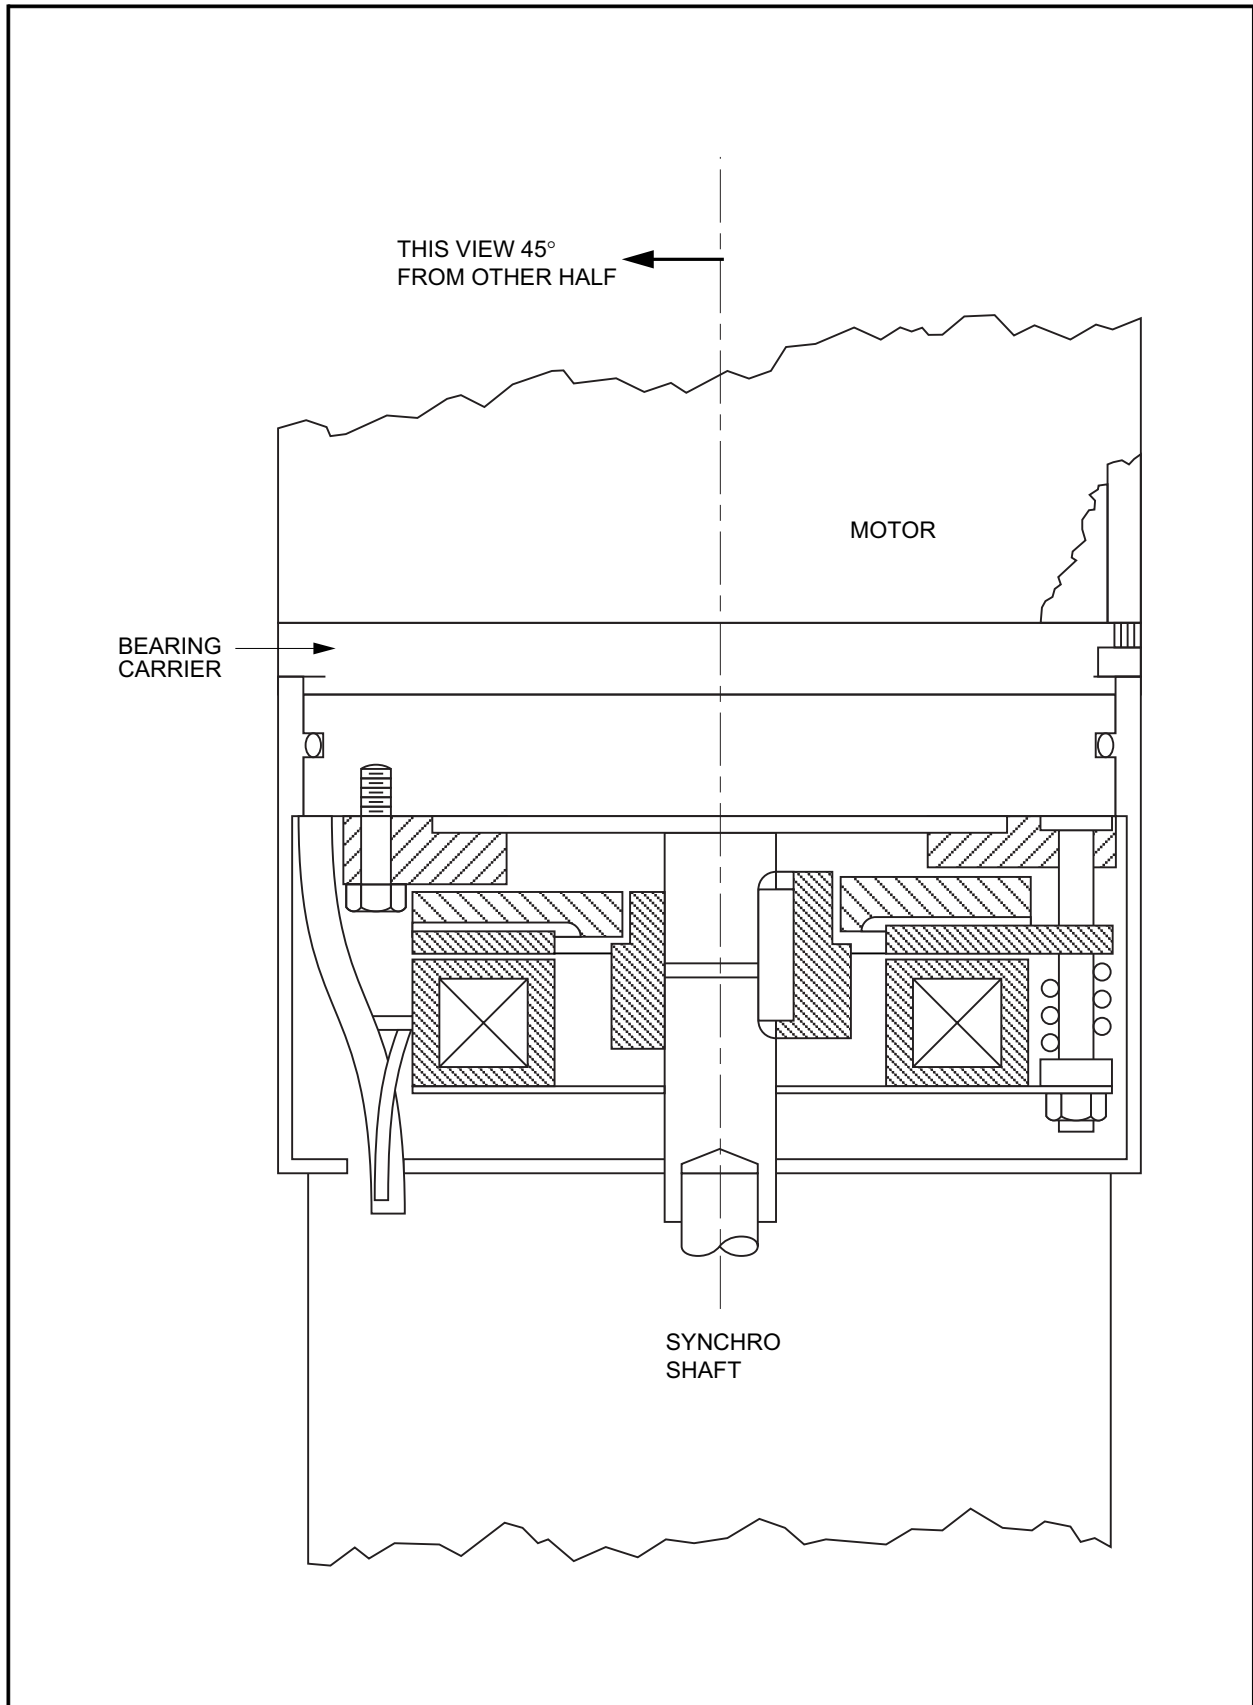 THIS VIEW 45°
FROM OTHER HALF
MOTOR
BEARING
CARRIER
SYNCHRO
SHAFT